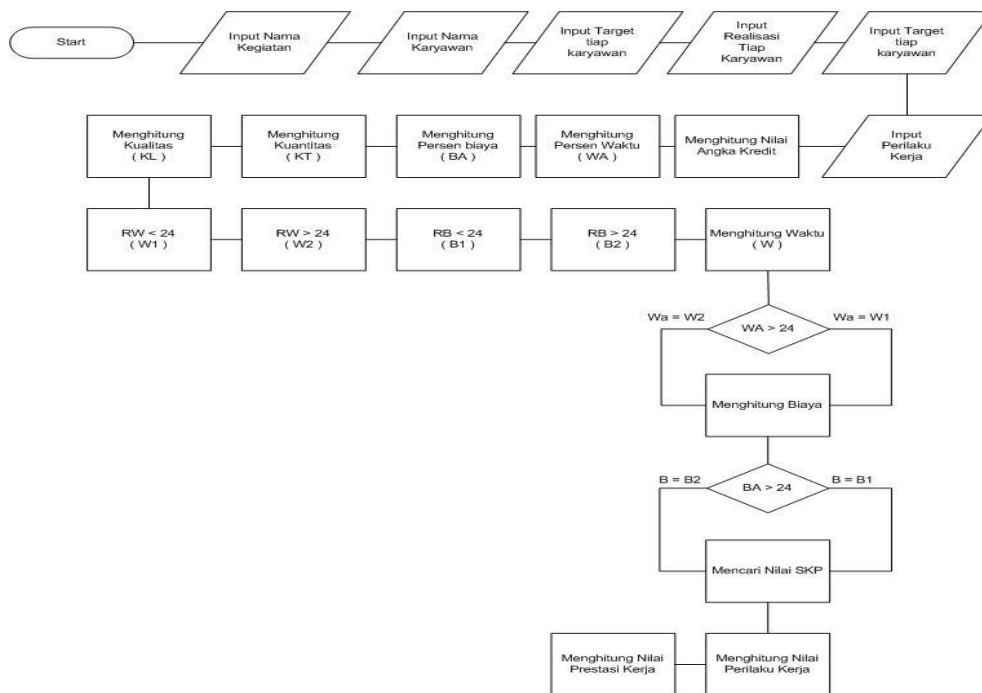 Start
Input Nama
Kegiatan
Input Nama
Karyawan
Input Target
tiap
karyawan
Input
Realisasi
Tiap
Karyawan
Input Target
tiap
karyawan
Input
Perilaku
Kerja
Menghitung Nilai
Angka Kredit
Menghitung
Persen Waktu
( WA )
Menghitung
Persen biaya
( BA )
Menghitung
Kuantitas
( KT )
Menghitung
Kualitas
( KL )
RW < 24
( W1 )
RW > 24
( W2 )
RB < 24
( B1 )
RB > 24
( B2 )
Menghitung Waktu
( W )
Wa = W2
WA > 24
Wa = W1
Menghitung Biaya
B = B2
BA > 24
B = B1
Mencari Nilai SKP
Menghitung Nilai
Perilaku Kerja
Menghitung Nilai
Prestasi Kerja